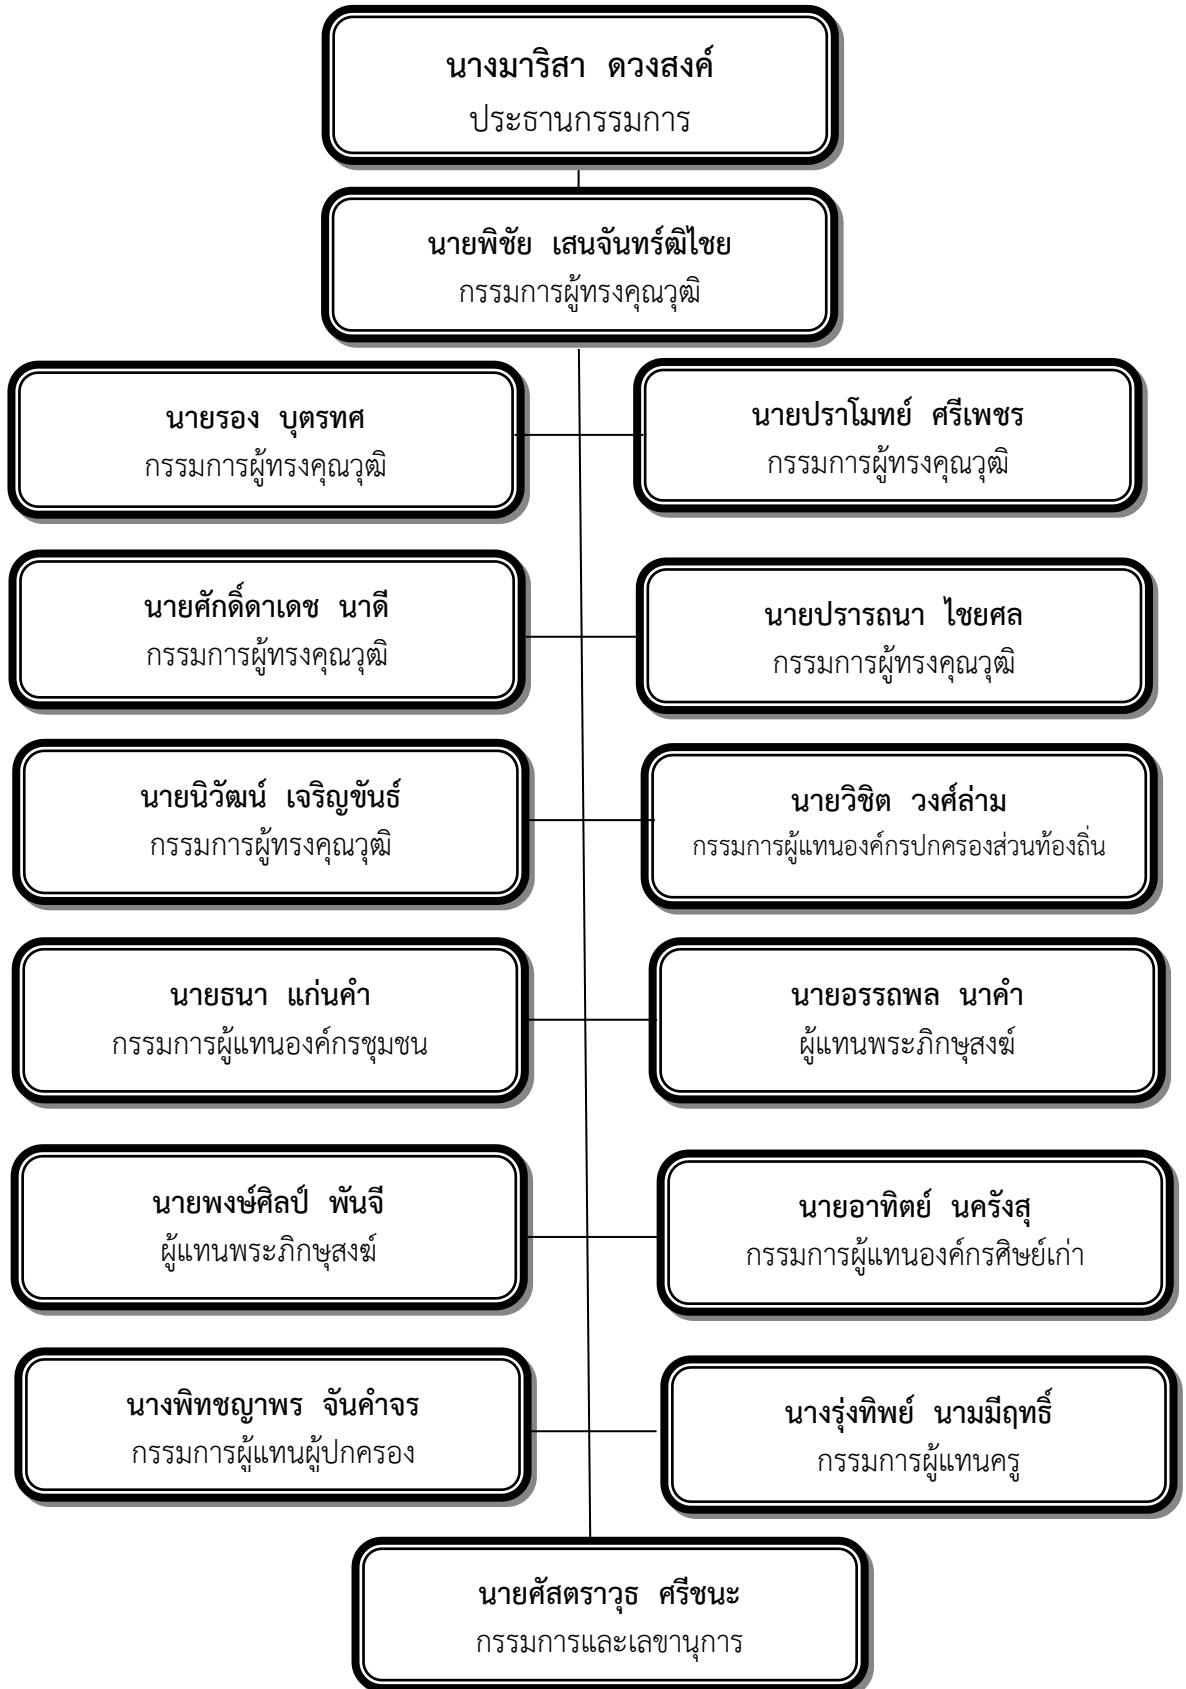 นางมาริสา ดวงสงค์
ประธานกรรมการ
นายพิชัย เสนจันทร์ฒิไชย
กรรมการผู้ทรงคุณวุฒิ
นายรอง บุตรทศ
กรรมการผู้ทรงคุณวุฒิ
นายปราโมทย์ ศรีเพชร
กรรมการผู้ทรงคุณวุฒิ
นายศักดิ์ดาเดช นาดี
กรรมการผู้ทรงคุณวุฒิ
นายปรารถนา ไชยศล
กรรมการผู้ทรงคุณวุฒิ
นายนิวัฒน์ เจริญขันธ์
กรรมการผู้ทรงคุณวุฒิ
นายวิชิต วงศ์ล่าม
กรรมการผู้แทนองค์กรปกครองส่วนท้องถิ่น
นายธนา แก่นคำ
กรรมการผู้แทนองค์กรชุมชน
นายอรรถพล นาคำ
ผู้แทนพระภิกษุสงฆ์
นายพงษ์ศิลป์ พันจี
ผู้แทนพระภิกษุสงฆ์
นายอาทิตย์ นครังสุ
กรรมการผู้แทนองค์กรศิษย์เก่า
นางพิทชญาพร จันคำจร
กรรมการผู้แทนผู้ปกครอง
นางรุ่งทิพย์ นามมีฤทธิ์
กรรมการผู้แทนครู
นายศัสตราวุธ ศรีชนะ
กรรมการและเลขานุการ